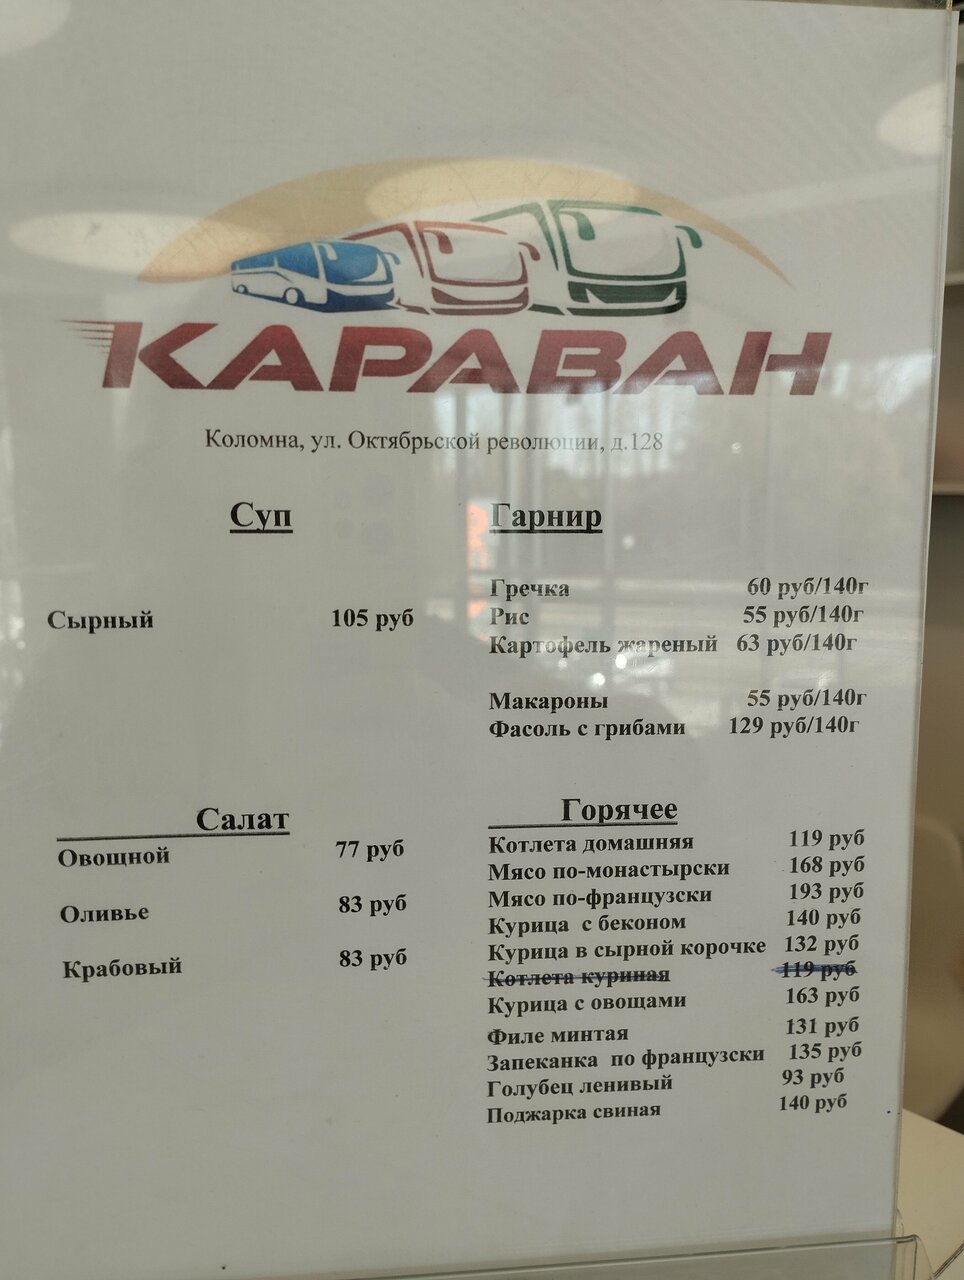 КАРАВАН
Коломна, ул. Октябрьской революции, д.128
Суп
Сырный 105 руб
Гарнир
Гречка 60 руб/140г
Рис 55 руб/140г
Картофель жареный 63 руб/140г
Макароны 55 руб/140г
Фасоль с грибами 129 руб/140г
Салат
Овощной 77 руб
Оливье 83 руб
Крабовый 83 руб
Горячее
Котлета домашняя 119 руб
Мясо по-монастырски 168 руб
Мясо по-французски 193 руб
Курица с беконом 140 руб
Курица в сырной корочке 132 руб
Котлета куриная 119 руб
Курица с овощами 163 руб
Филе минтая 131 руб
Запеканка по французски 135 руб
Голубец ленивый 93 руб
Поджарка свиная 140 руб